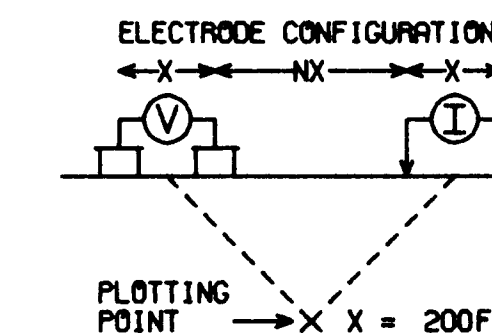 ELECTRODE CONFIGURATION
X NX X
V I
PLOTTING
POINT X X = 200F